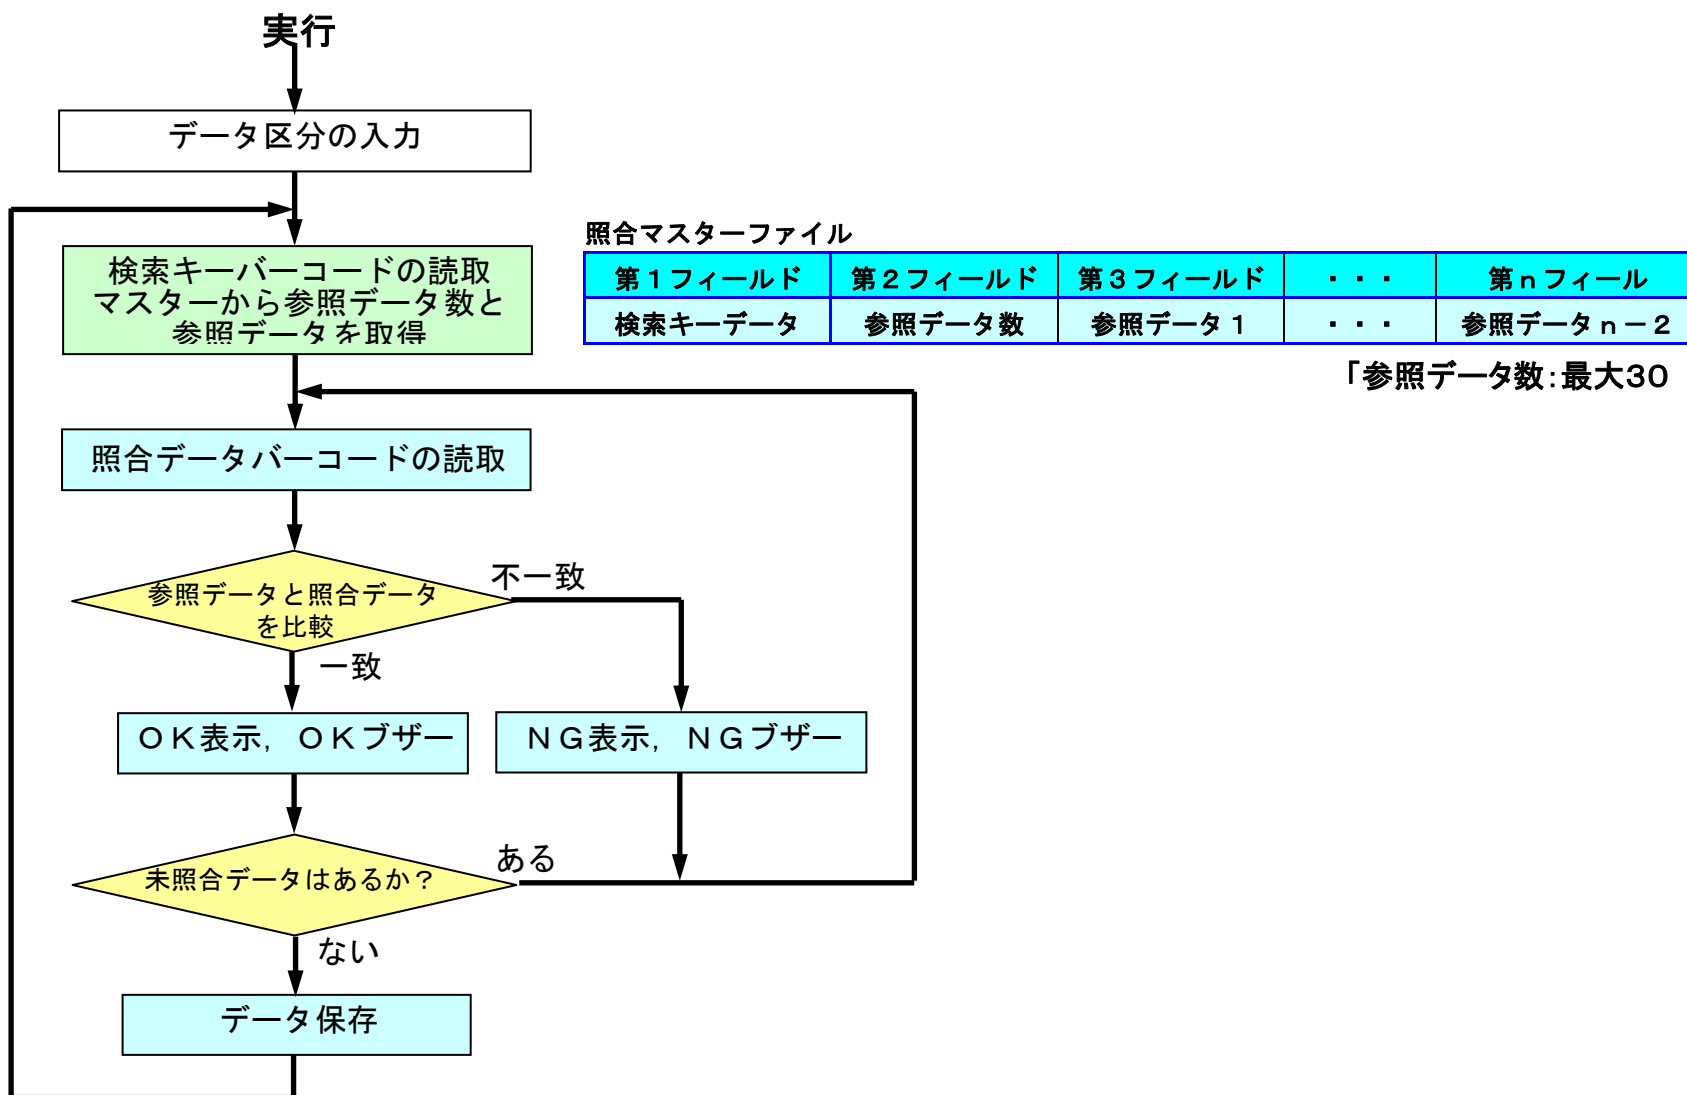 実行
データ区分の入力
検索キーバーコードの読取
マスターから参照データ数と
参照データを取得
照合マスターファイル
第１フィールド 第２フィールド 第３フィールド ・・・ 第ｎフィール
検索キーデータ 参照データ数 参照データ１ ・・・ 参照データｎ－２
「参照データ数：最大30
照合データバーコードの読取
参照データと照合データ
を比較
不一致
一致
ＯＫ表示，ＯＫブザー
ＮＧ表示，ＮＧブザー
未照合データはあるか？
ある
ない
データ保存